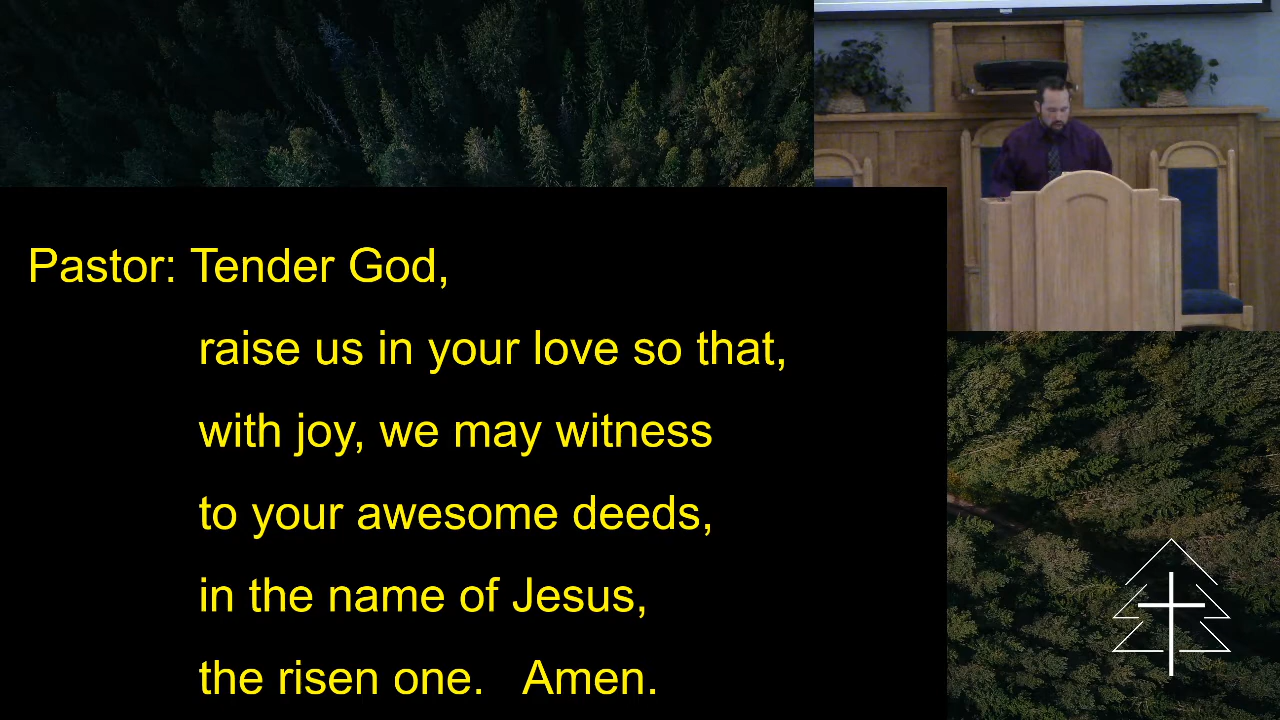 Pastor: Tender God,
raise us in your love so that,
with joy, we may witness
to your awesome deeds,
in the name of Jesus,
the risen one. Amen.